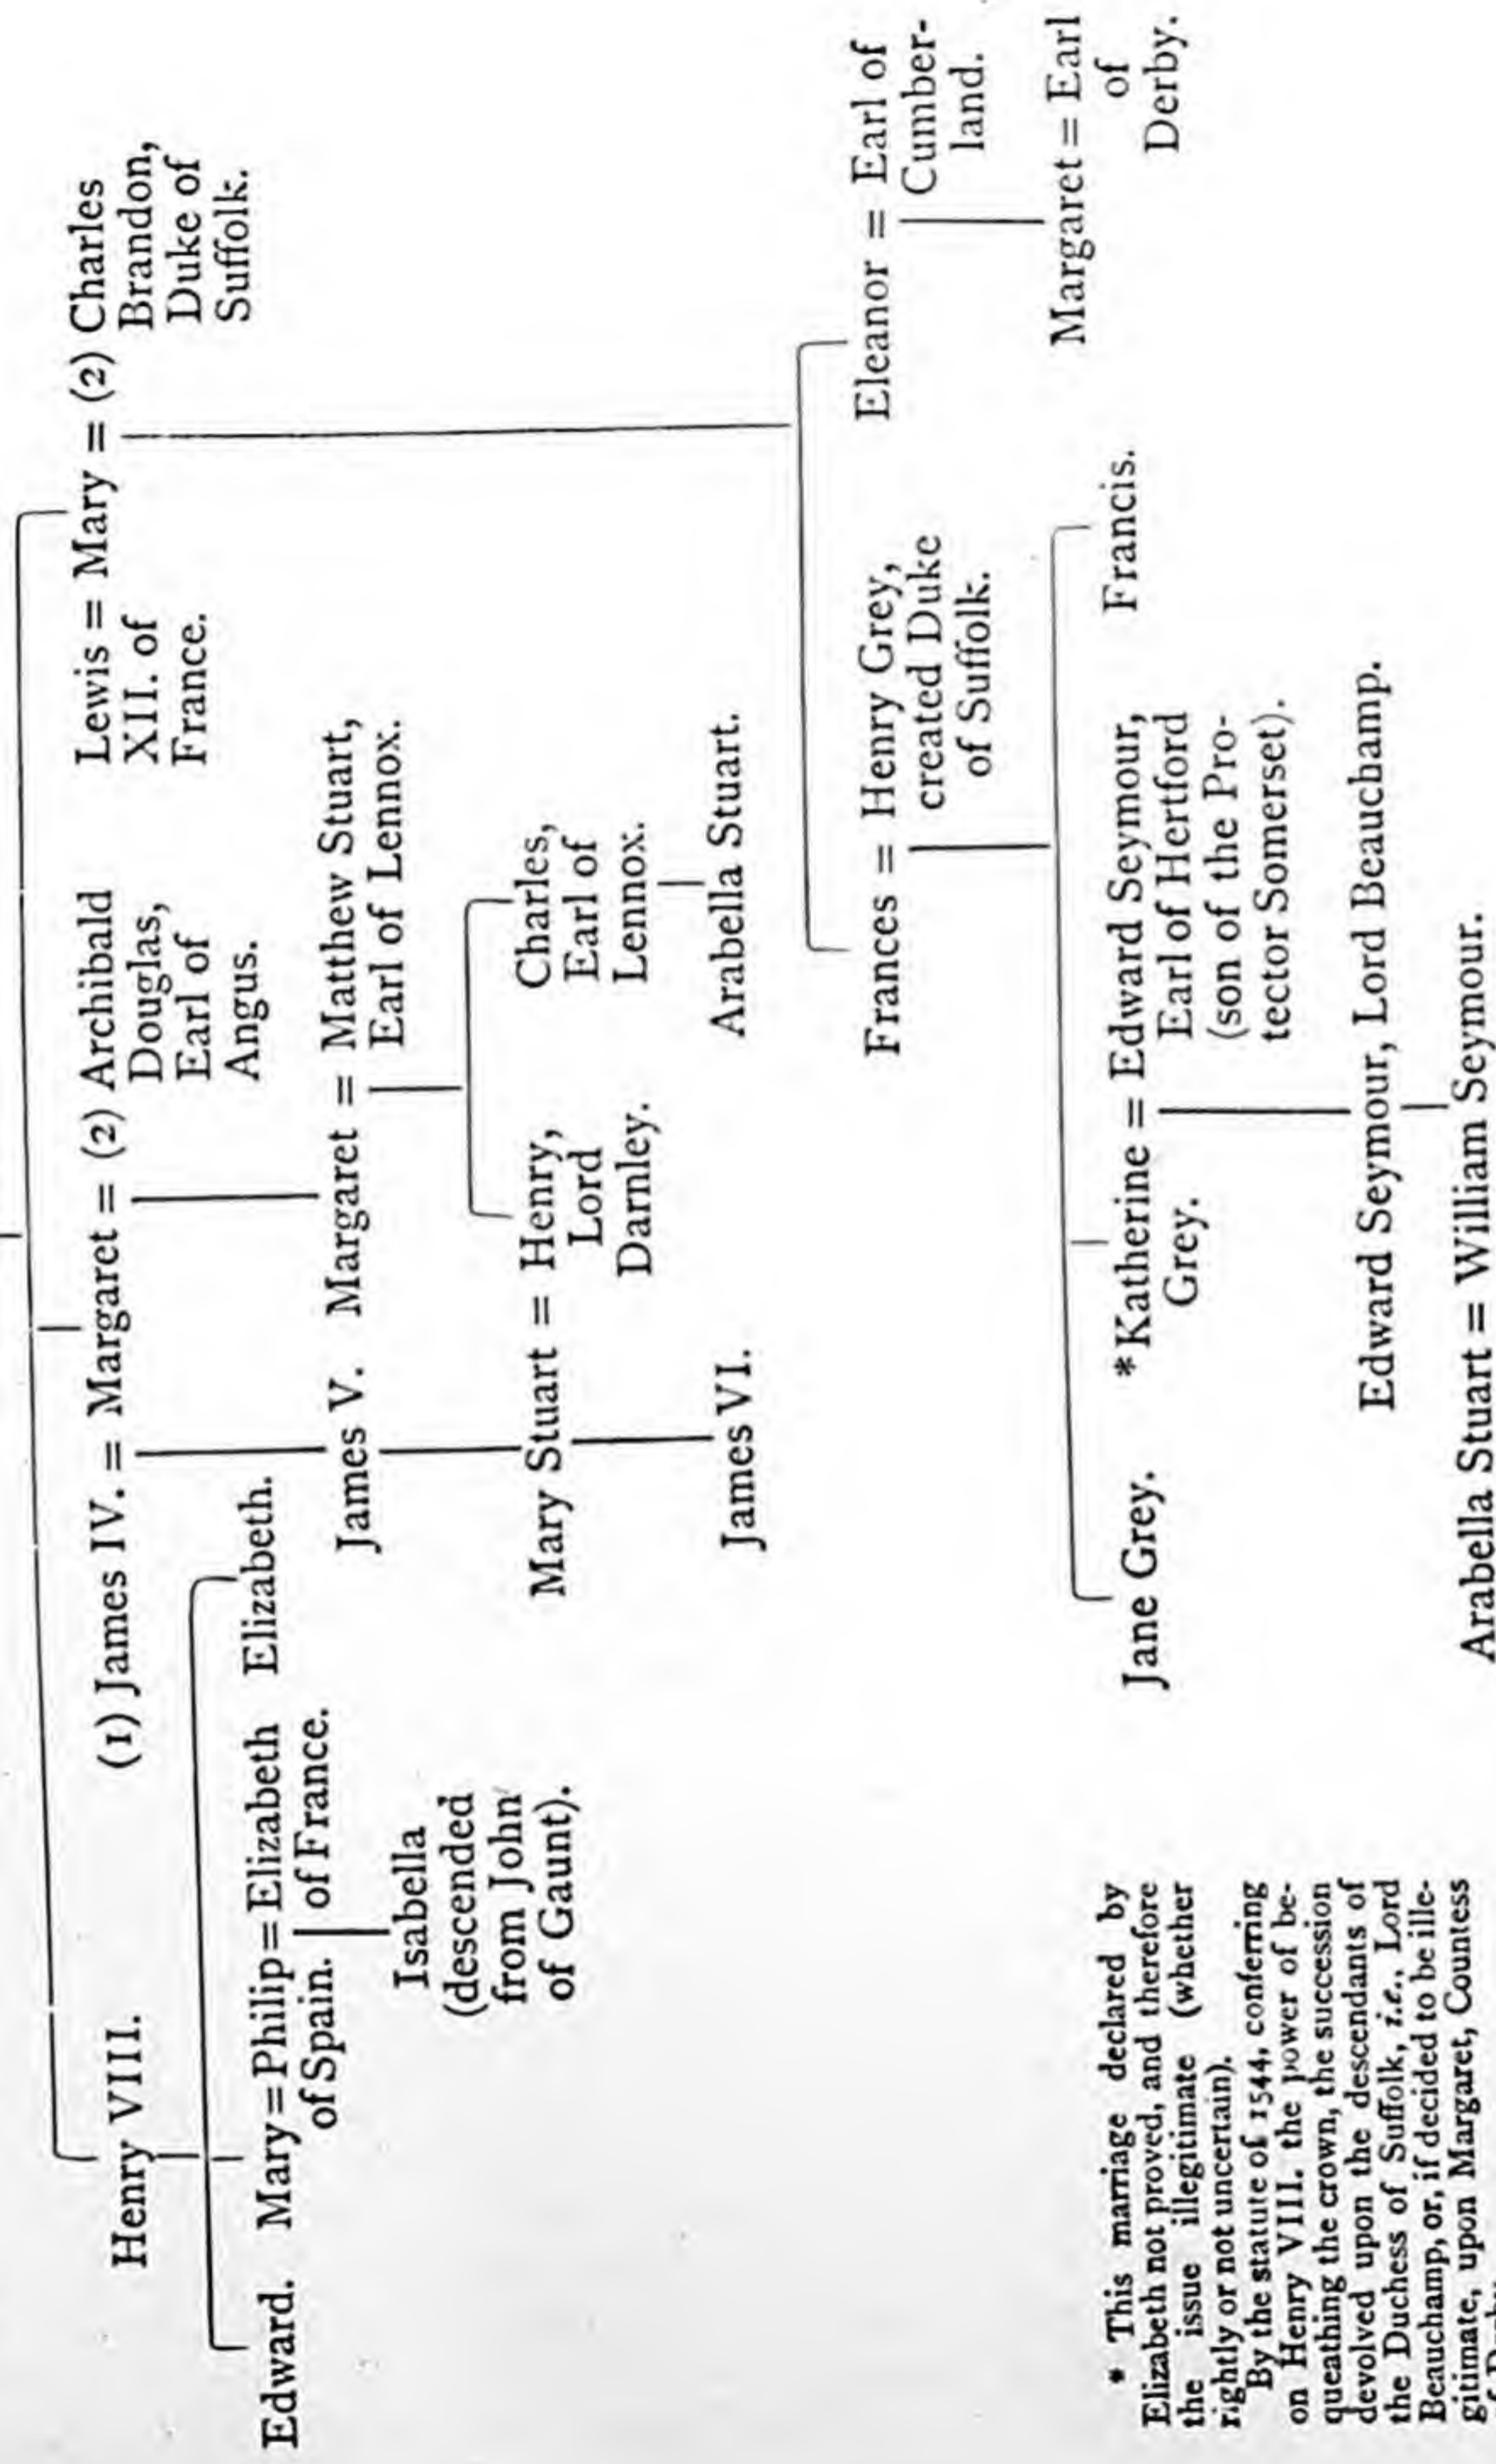 Henry VIII.
(1) James IV. = Margaret = (2) Archibald
Douglas,
Earl of
Angus.
Lewis = Mary = (2) Charles
XII. of
France.
Brandon,
Duke of
Suffolk.
Edward. Mary = Philip = Elizabeth Elizabeth.
of Spain. of France.
Isabella
(descended
from John
of Gaunt).
James V. Margaret = Matthew Stuart,
Earl of Lennox.
Mary Stuart = Henry,
Lord
Darnley.
Charles,
Earl of
Lennox.
James VI.
Arabella Stuart.
Frances = Henry Grey,
created Duke
of Suffolk.
Eleanor = Earl of
Cumber-
land.
Margaret = Earl
of
Derby.
Jane Grey.
*Katherine = Edward Seymour,
Grey.
Earl of Hertford
(son of the Pro-
tector Somerset).
Francis.
Edward Seymour, Lord Beauchamp.
Arabella Stuart = William Seymour.
* This marriage declared by
Elizabeth not proved, and therefore
the issue illegitimate (whether
rightly or not uncertain).
By the statute of 1544, conferring
on Henry VIII. the power of be-
queathing the crown, the succession
devolved upon the descendants of
the Duchess of Suffolk, i.e., Lord
Beauchamp, or, if decided to be ille-
gitimate, upon Margaret, Countess